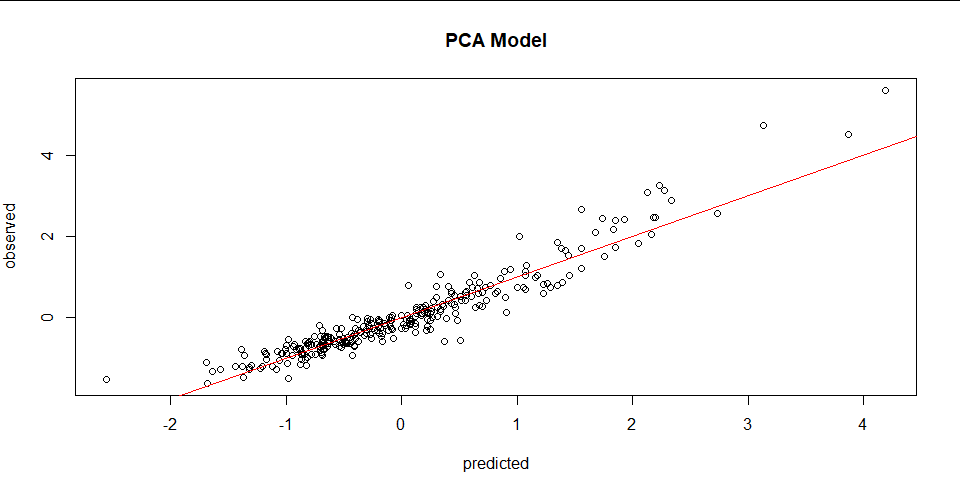 PCA Model
observed
4
2
0
-2 -1 0 1 2 3 4
predicted